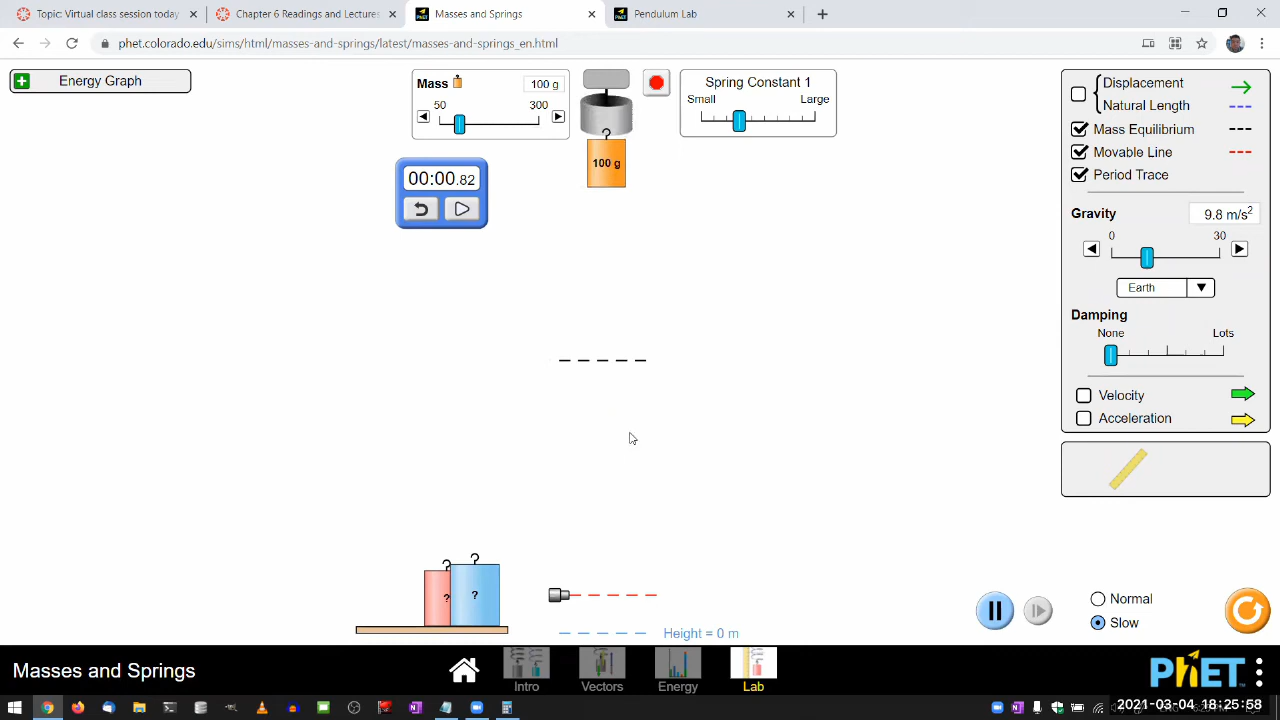 Topic: Virtual class session today
Chapter 6 Readings and Lectures
Masses and Springs
Pendulum Lab
phet.colorado.edu/sims/html/masses-and-springs/latest/masses-and-springs_en.html
Energy Graph
Mass 100 g
50 300
100 g
Spring Constant 1
Small Large
00:00.82
Displacement
Natural Length
Mass Equilibrium
Movable Line
Period Trace
Gravity 9.8 m/s2
0 30
Earth
Damping
None Lots
Velocity
Acceleration
? ?
Height = 0 m
Normal
Slow
Masses and Springs
Intro
Vectors
Energy
Lab
PhET
2021-03-04 18:25:58